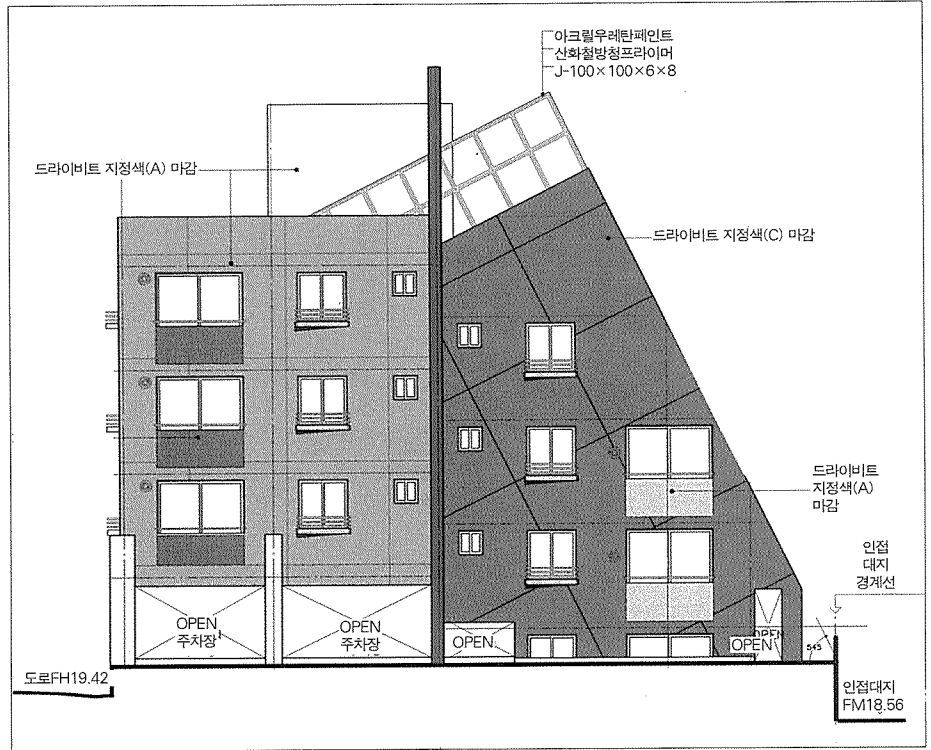 아크릴우레탄페인트
산화철방청프라이머
J-100×100×6×8
드라이비트 지정색(A) 마감
드라이비트 지정색(C) 마감
드라이비트
지정색(A)
마감
인접
대지
경계선
OPEN
주차장
OPEN
주차장
OPEN
OPEN
OPEN
545
도로FH19.42
인접대지
FM18.56